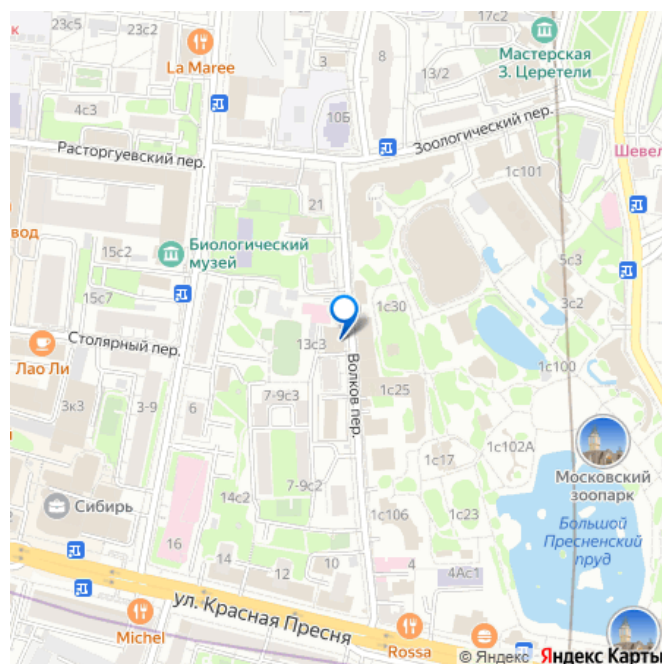 23с5
23с2
17с2
La Maree
3
8
Мастерская
З. Церетели
13/2
4с3
10Б
Зоологический пер.
Расторгуевский пер.
Шевел
1с101
21
вод
15с2
Биологический
музей
5с3
15с7
3с2
1с30
Столярный пер.
13с3
Лао Ли
1с100
Волков пер.
3к3
3-9
6
7-9с3
1с25
1с102А
1с17
Московский
зоопарк
Сибирь
14с2
7-9с2
1с106
1с23
Большой
Пресненский
пруд
16
14
12
10
4
4Ас1
ул. Красная Пресня
Michel
Rossa
© Яндекс Яндекс Карты